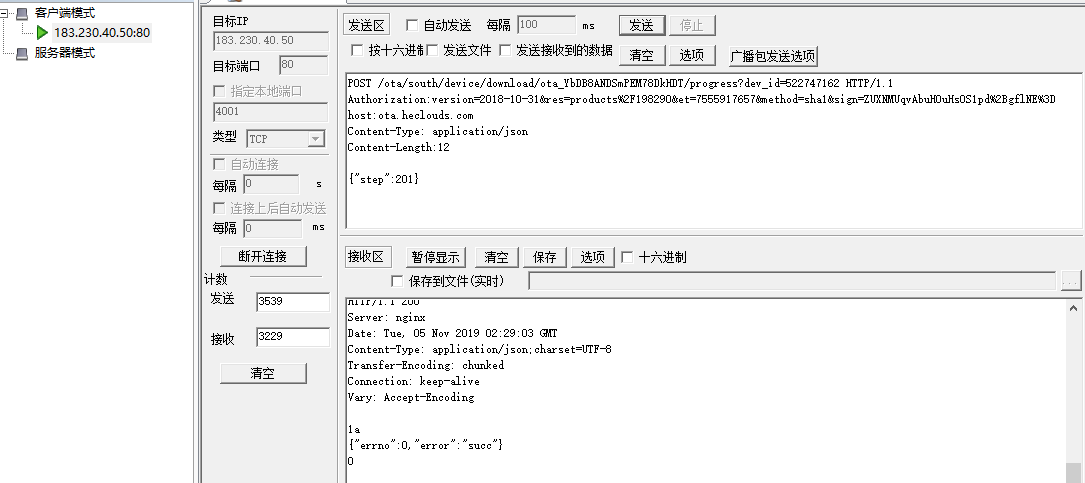 客户端模式
183.230.40.50:80
服务器模式
目标IP
183.230.40.50
目标端口 80
指定本地端口
4001
类型 TCP
自动连接
每隔 0 s
连接上后自动发送
每隔 0 ms
断开连接
计数
发送 3539
接收 3229
清空
发送区 自动发送 每隔 100 ms 发送 停止
按十六进制 发送文件 发送接收到的数据 清空 选项 广播包发送选项
POST /ota/south/device/download/ota_YbDB8ANDSmPEM78DkHDT/progress?dev_id=522747162 HTTP/1.1
Authorization:version=2018-10-31&res=products%2F198290&et=7555917657&method=sha1&sign=ZUXNMUqvAbuHOuHsOS1pd%2BgflNE%3D
host:ota.heclouds.com
Content-Type: application/json
Content-Length:12
{"step":201}
接收区 暂停显示 清空 保存 选项 十六进制
保存到文件(实时) ...
HTTP/1.1 200
Server: nginx
Date: Tue, 05 Nov 2019 02:29:03 GMT
Content-Type: application/json;charset=UTF-8
Transfer-Encoding: chunked
Connection: keep-alive
Vary: Accept-Encoding
1a
{"errno":0,"error":"succ"}
0